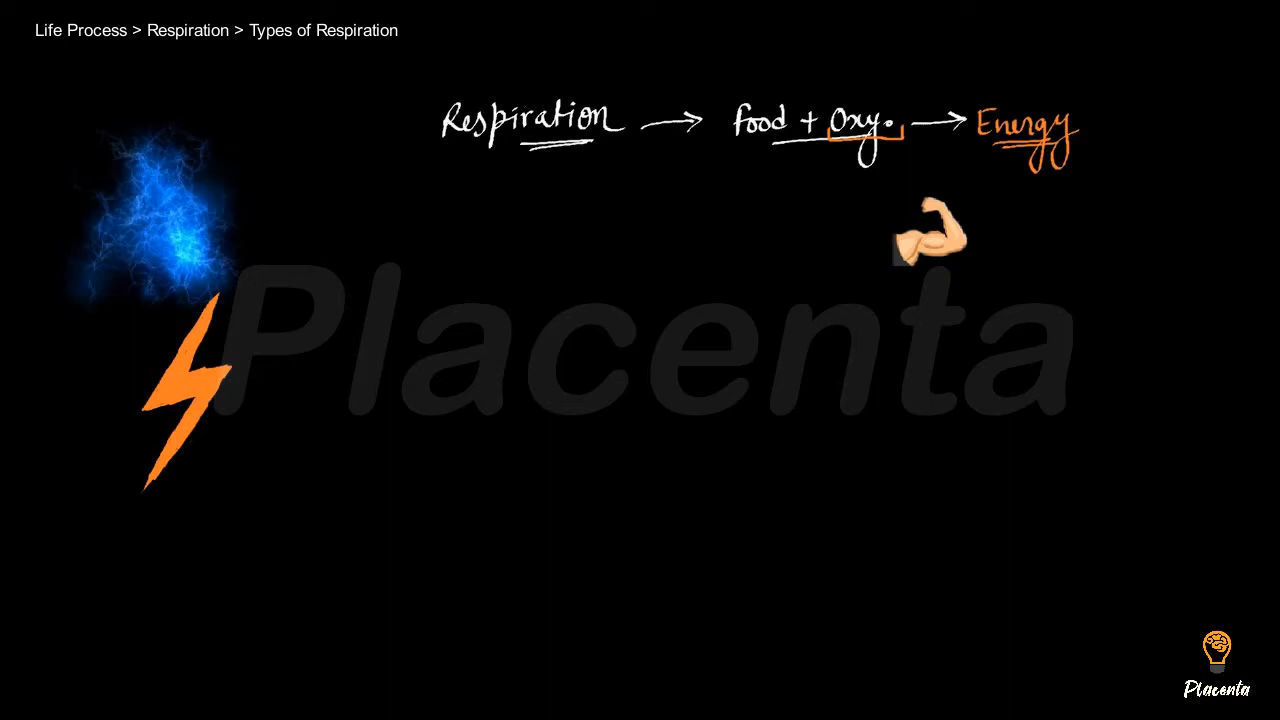 Life Process > Respiration > Types of Respiration
Respiration → Food + Oxy. → Energy
Placenta
Placenta